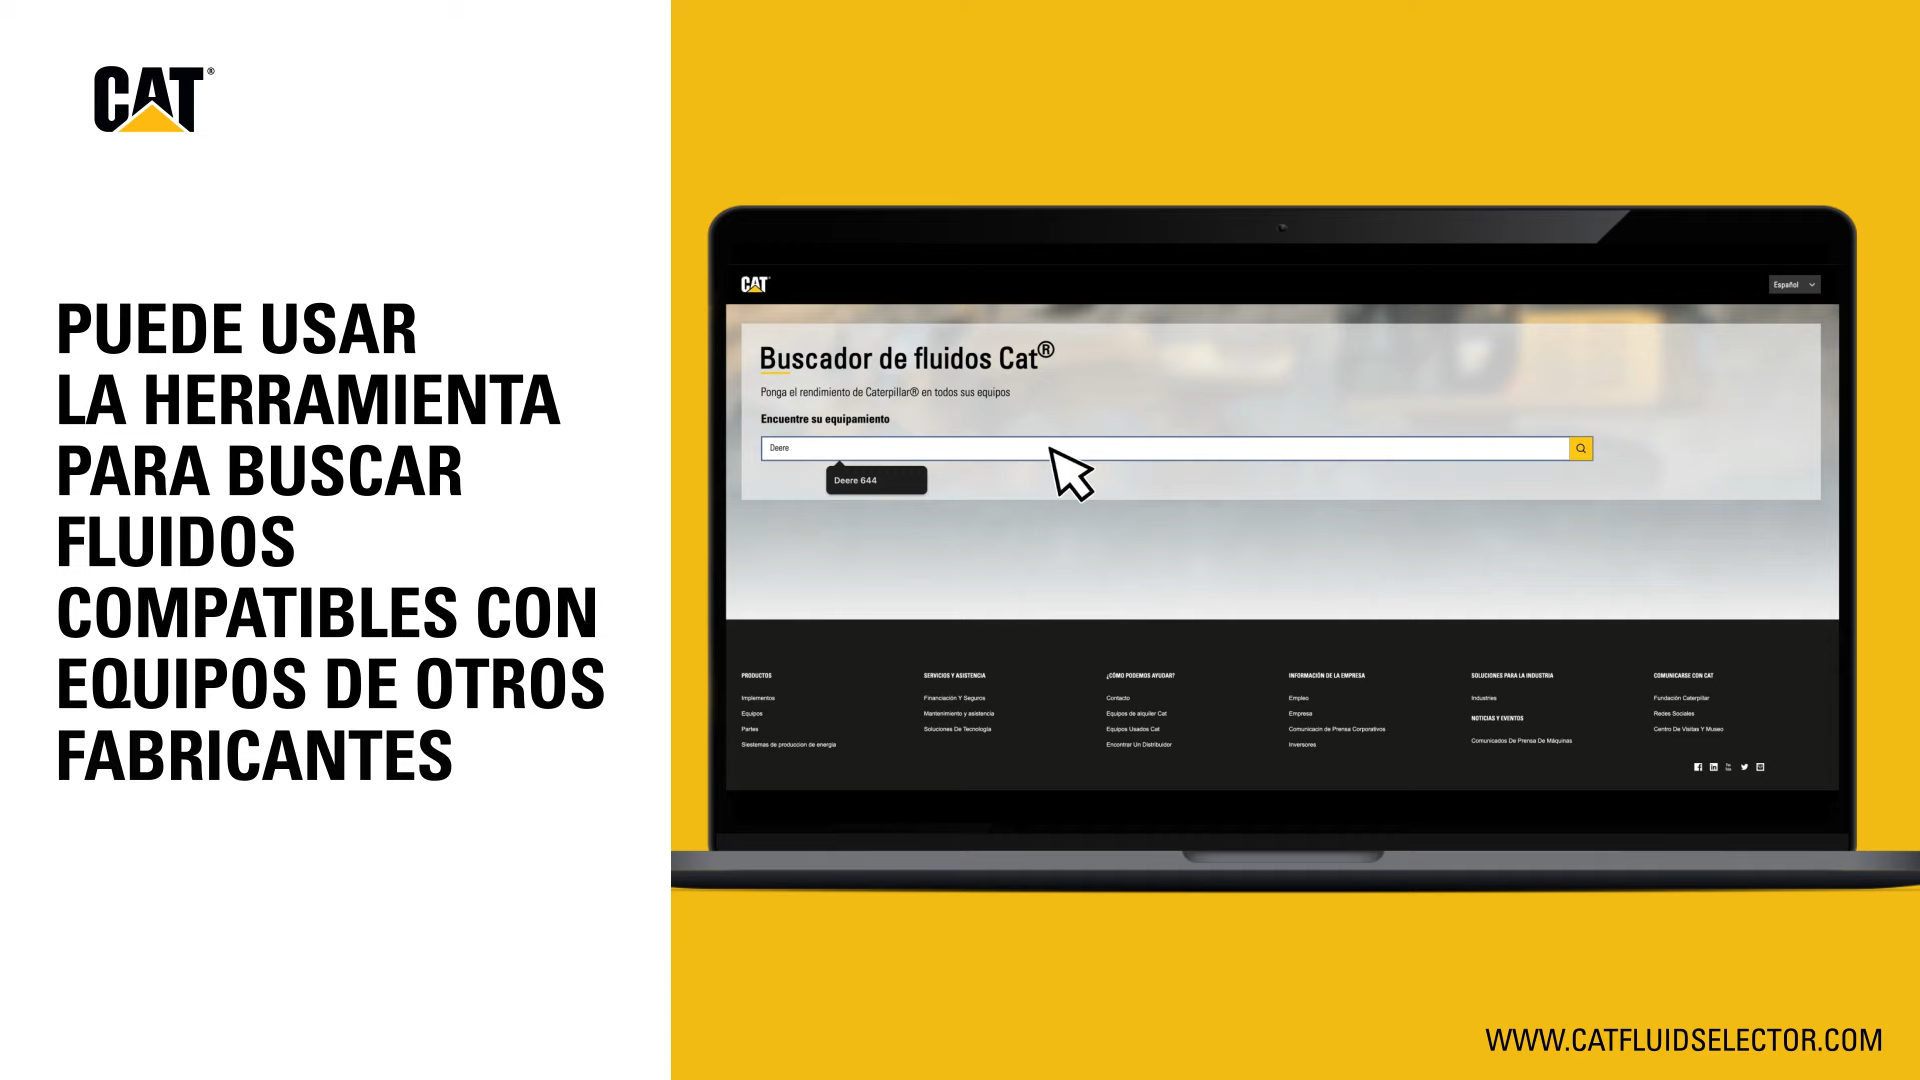 CAT®
PUEDE USAR
LA HERRAMIENTA
PARA BUSCAR
FLUIDOS
COMPATIBLES CON
EQUIPOS DE OTROS
FABRICANTES
CAT
Español
Buscador de fluidos Cat®
Ponga el rendimiento de Caterpillar® en todos sus equipos
Encuentre su equipamiento
Deere
Deere 644
PRODUCTOS
Implementos
Equipos
Partes
Siestemas de produccion de energia
SERVICIOS Y ASISTENCIA
Financiación Y Seguros
Mantenimiento y asistencia
Soluciones De Tecnologia
¿CÓMO PODEMOS AYUDAR?
Contacto
Equipos de alquiler Cat
Equipos Usados Cat
Encontrar Un Distribuidor
INFORMACIÓN DE LA EMPRESA
Empleo
Empresa
Comunicacin de Prensa Corporativos
Inversores
SOLUCIONES PARA LA INDUSTRIA
Industries
NOTICIAS Y EVENTOS
Comunicados De Prensa De Máquinas
COMUNICARSE CON CAT
Fundación Caterpillar
Redes Sociales
Centro De Visitas Y Museo
WWW.CATFLUIDSELECTOR.COM